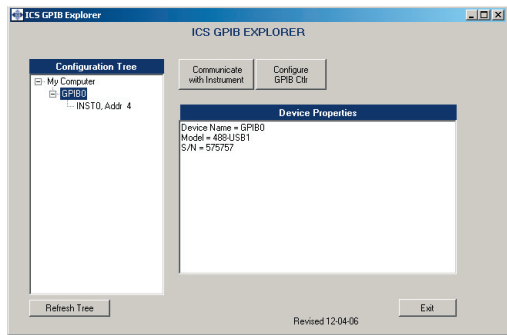 ICS GPIB Explorer
ICS GPIB EXPLORER
Configuration Tree
My Computer
GPIB0
INST0, Addr 4
Refresh Tree
Communicate
with Instrument
Configure
GPIB Ctlr
Device Properties
Device Name = GPIB0
Model = 488-USB1
S/N = 575757
Revised 12-04-06
Exit